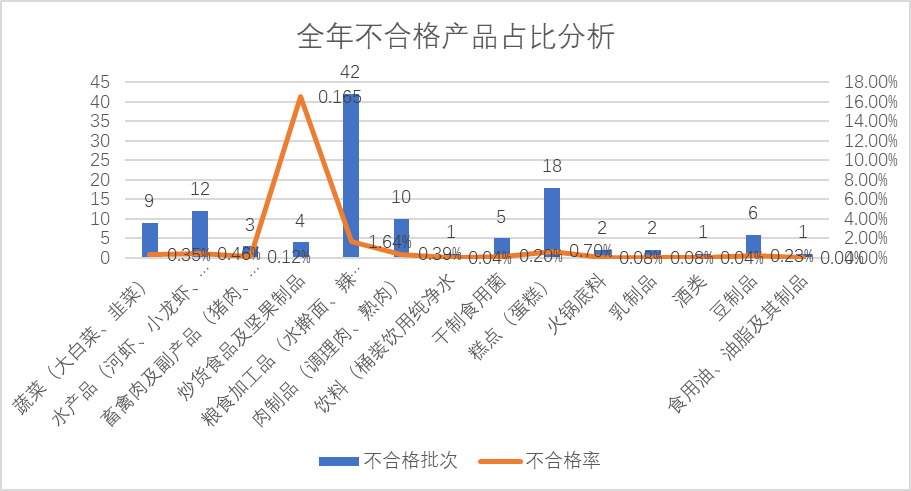 全年不合格产品占比分析
45
40
35
30
25
20
15
10
5
0
18.00%
16.00%
14.00%
12.00%
10.00%
8.00%
6.00%
4.00%
2.00%
0.00%
9
12
3
4
42
10
1
5
18
2
2
1
6
1
0.35%
0.46%
0.12%
0.165
1.64%
0.39%
0.04%
0.20%
0.70%
0.08%
0.08%
0.04%
0.23%
0.04%
蔬菜（大白菜、韭菜）
水产品（河虾、小龙虾、…
畜禽肉及副产品（猪肉、…
炒货食品及坚果制品
粮食加工品（水擀面、辣…
肉制品（调理肉、熟肉）
饮料（桶装饮用纯净水
干制食用菌
糕点（蛋糕）
火锅底料
乳制品
酒类
豆制品
食用油、油脂及其制品
不合格批次
不合格率